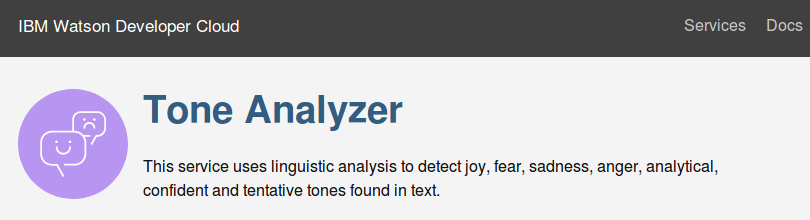 IBM Watson Developer Cloud Services Docs
Tone Analyzer
This service uses linguistic analysis to detect joy, fear, sadness, anger, analytical,
confident and tentative tones found in text.